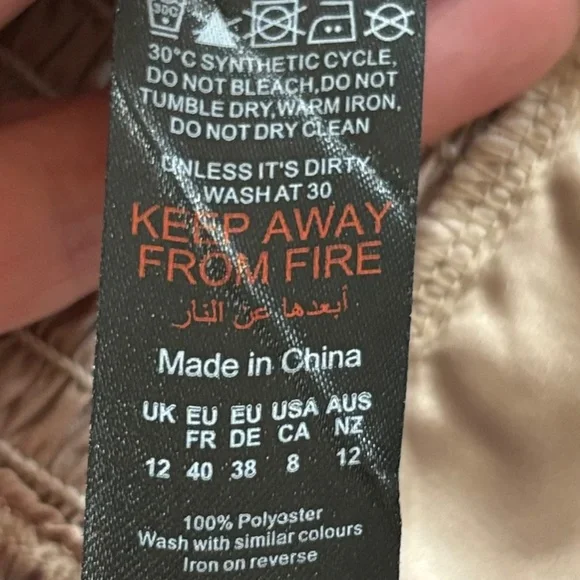 30C
30°C SYNTHETIC CYCLE,
DO NOT BLEACH,DO NOT
TUMBLE DRY,WARM IRON,
DO NOT DRY CLEAN
UNLESS IT'S DIRTY
WASH AT 30
KEEP AWAY
FROM FIRE
أبعدها عن النار
Made in China
UK EU EU USA AUS
FR DE CA NZ
12 40 38 8 12
100% Polyoster
Wash with similar colours
Iron on reverse